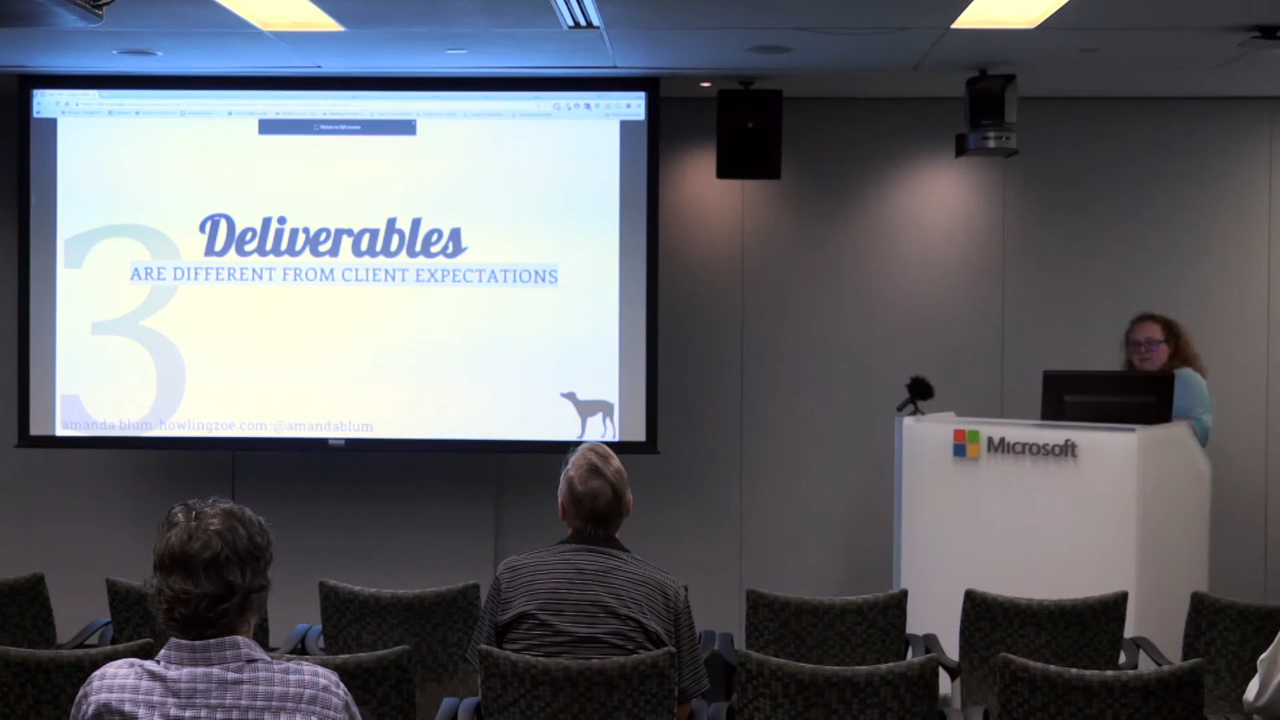 Deliverables
ARE DIFFERENT FROM CLIENT EXPECTATIONS
3
amanda blum:howlingzoe.com:@amandablum
Microsoft